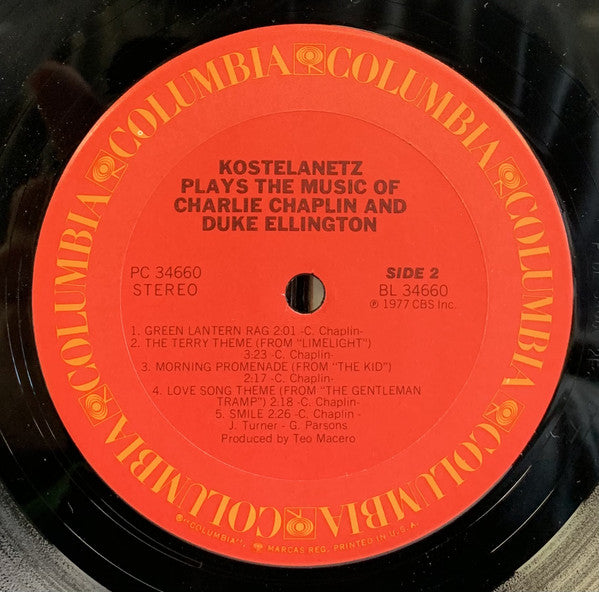 COLUMBIA COLUMBIA COLUMBIA COLUMBIA COLUMBIA COLUMBIA
KOSTELANETZ
PLAYS THE MUSIC OF
CHARLIE CHAPLIN AND
DUKE ELLINGTON
PC 34660
STEREO
SIDE 2
BL 34660
℗ 1977 CBS Inc.
1. GREEN LANTERN RAG 2:01 -C. Chaplin-
2. THE TERRY THEME (FROM "LIMELIGHT")
3:23 -C. Chaplin-
3. MORNING PROMENADE (FROM "THE KID")
2:17 -C. Chaplin-
4. LOVE SONG THEME (FROM "THE GENTLEMAN
TRAMP") 2:18 -C. Chaplin-
5. SMILE 2:26 -C. Chaplin -
J. Turner - G. Parsons
Produced by Teo Macero
® "COLUMBIA", MARCAS REG. PRINTED IN U.S.A.